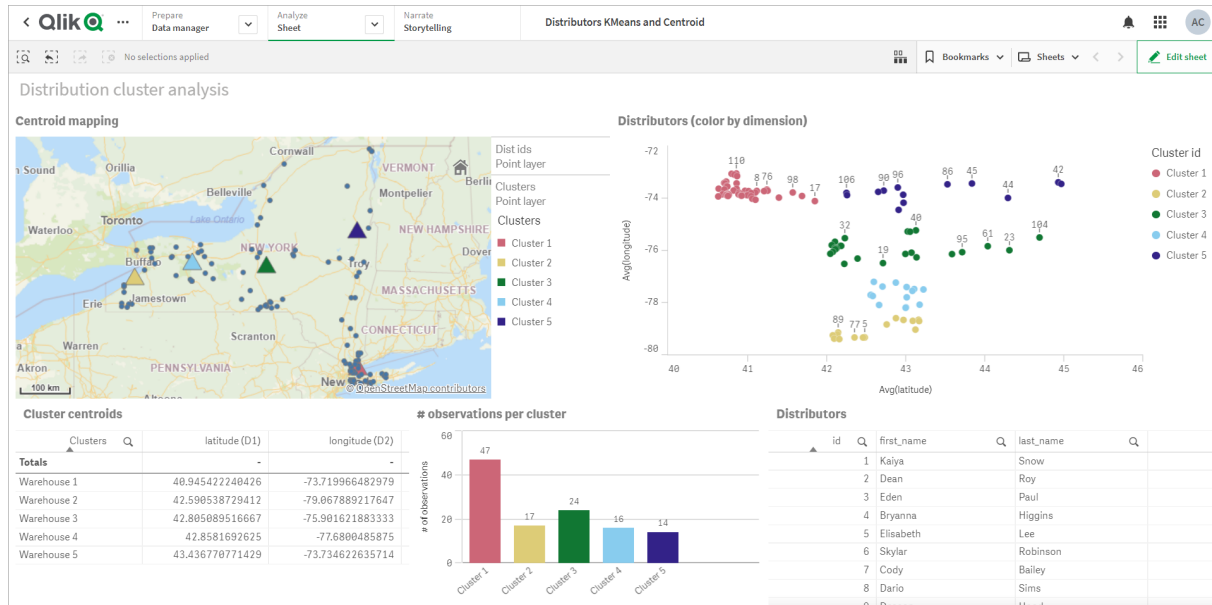 Qlik
Prepare
Data manager
Analyze
Sheet
Narrate
Storytelling
Distributors KMeans and Centroid
AC
No selections applied
Bookmarks
Sheets
Edit sheet
Distribution cluster analysis
Centroid mapping
n Sound
Orillia
Cornwall
VERMONT
Berlin
Montpelier
Belleville
Toronto
Lake Ontario
Waterloo
NEW YORK
NEW HAMPSHIRE
Dover
Buffalo
Troy
MASSACHUSETTS
Erie
Jamestown
CONNECTICUT
Scranton
Warren
Akron
PENNSYLVANIA
New
100 km
Altoona
© OpenStreetMap contributors
Dist ids
Point layer
Clusters
Point layer
Clusters
Cluster 1
Cluster 2
Cluster 3
Cluster 4
Cluster 5
Distributors (color by dimension)
-72
-74
-76
-78
-80
Avg(longitude)
110
8 76
98
17
106
90 96
86
45
44
42
32
40
19
95
61
23
104
89
77 5
40
41
42
43
44
45
46
Avg(latitude)
Cluster id
Cluster 1
Cluster 2
Cluster 3
Cluster 4
Cluster 5
Cluster centroids
Clusters latitude (D1) longitude (D2)
Totals - -
Warehouse 1 40.945422240426 -73.719966482979
Warehouse 2 42.590538729412 -79.067889217647
Warehouse 3 42.805089516667 -75.901621883333
Warehouse 4 42.8581692625 -77.6800485875
Warehouse 5 43.436770771429 -73.734622635714
# observations per cluster
60
40
20
0
# of observations
47
17
24
16
14
Cluster 1
Cluster 2
Cluster 3
Cluster 4
Cluster 5
Distributors
id first_name last_name
1 Kaiya Snow
2 Dean Roy
3 Eden Paul
4 Bryanna Higgins
5 Elisabeth Lee
6 Skylar Robinson
7 Cody Bailey
8 Dario Sims